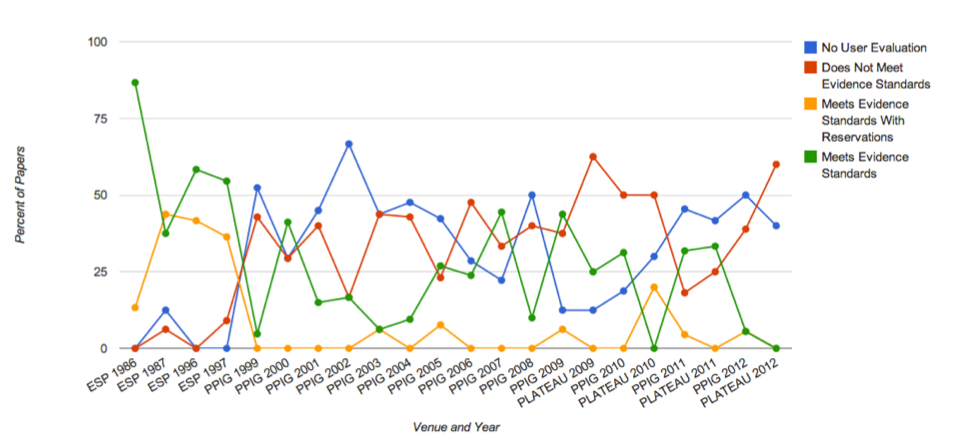 100
75
50
25
0
Percent of Papers
ESP 1986
ESP 1987
ESP 1996
ESP 1997
PPIG 1999
PPIG 2000
PPIG 2001
PPIG 2002
PPIG 2003
PPIG 2004
PPIG 2005
PPIG 2006
PPIG 2007
PPIG 2008
PPIG 2009
PLATEAU 2009
PPIG 2010
PLATEAU 2010
PPIG 2011
PLATEAU 2011
PPIG 2012
PLATEAU 2012
Venue and Year
No User Evaluation
Does Not Meet
Evidence Standards
Meets Evidence
Standards With
Reservations
Meets Evidence
Standards